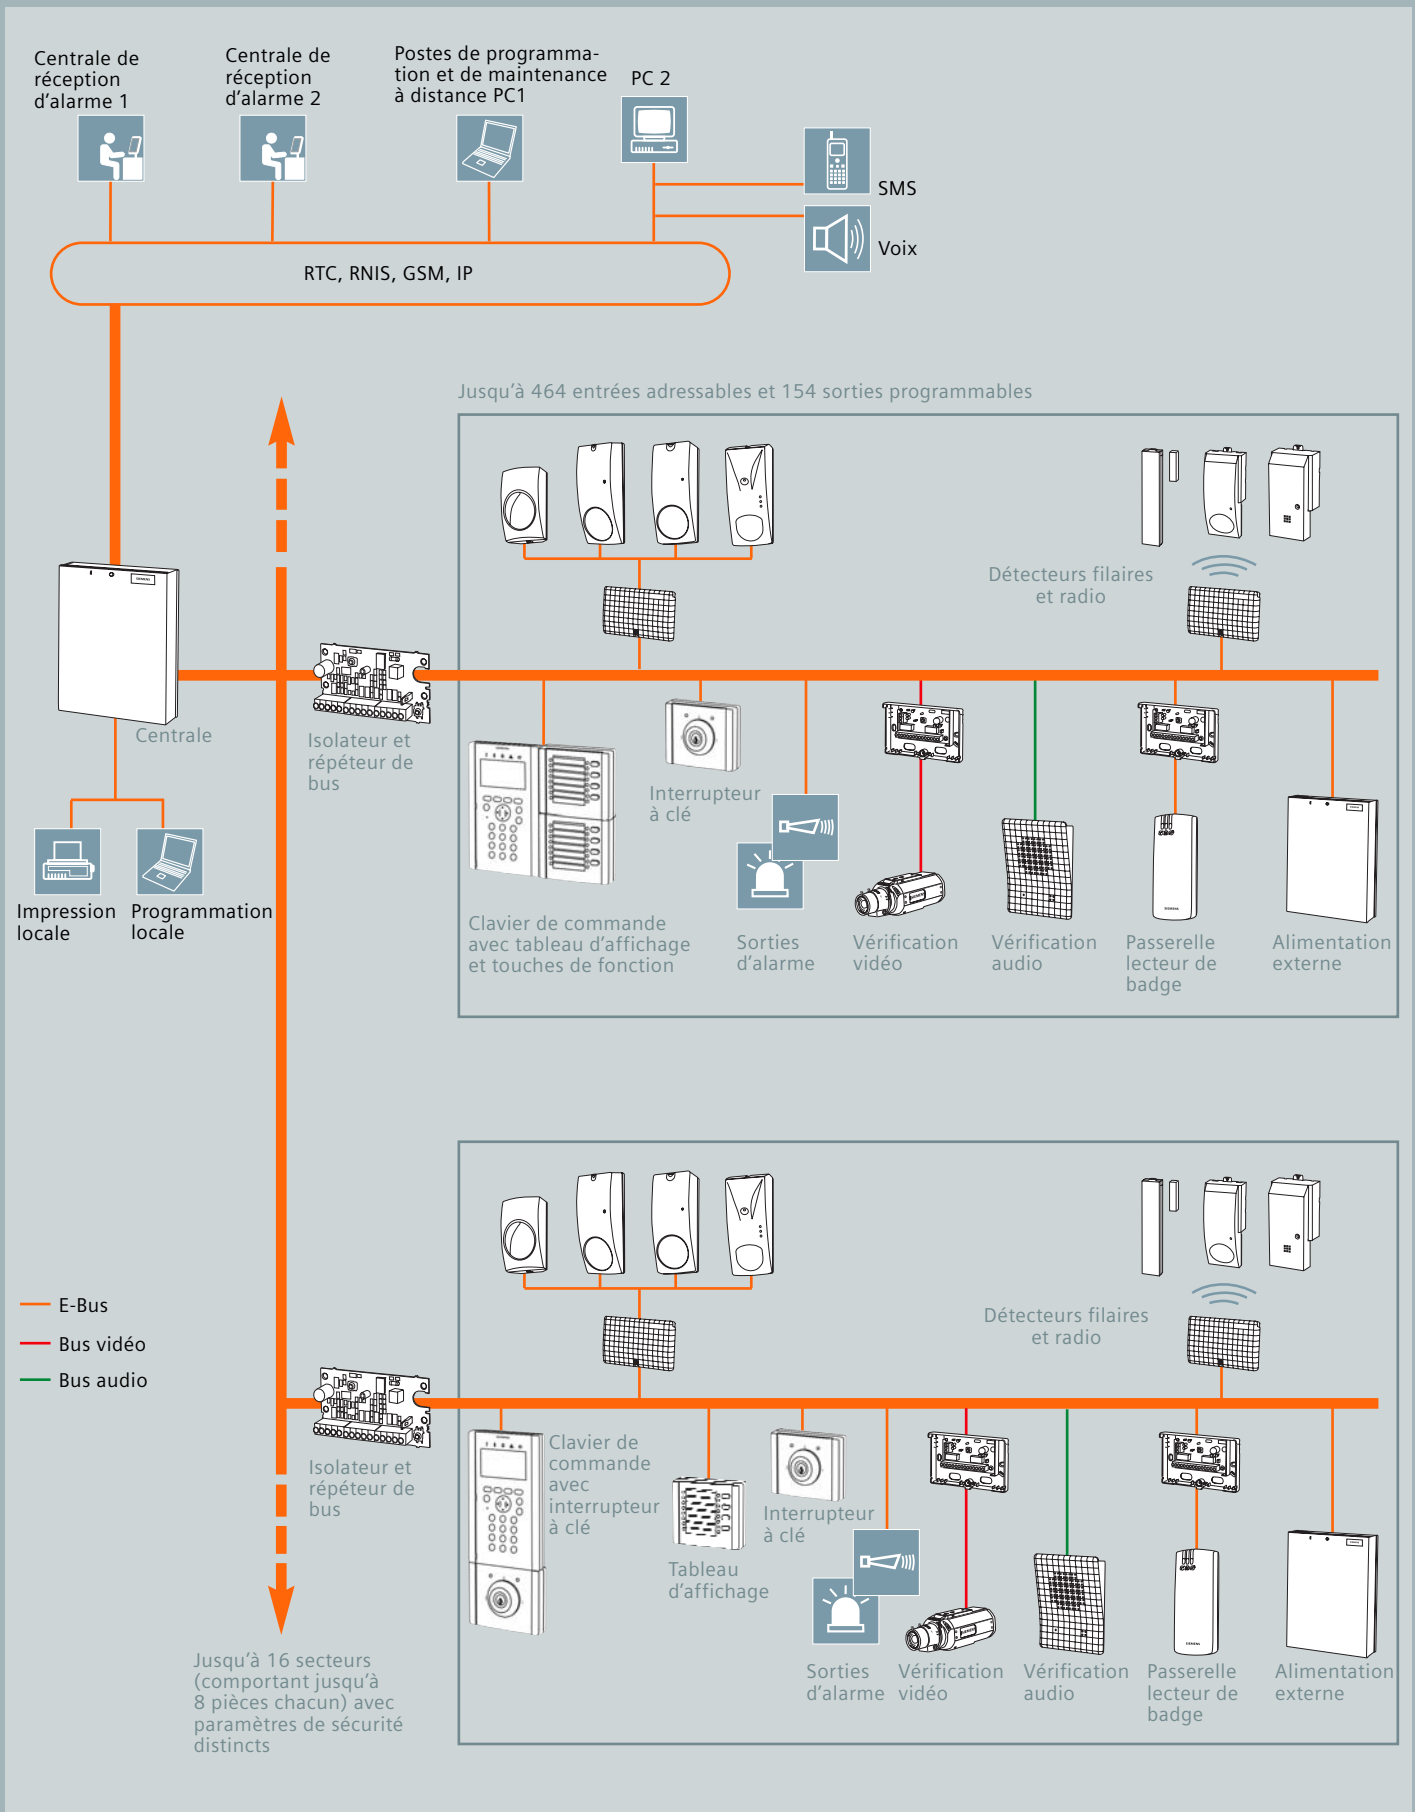 Centrale de
réception
d'alarme 1
Centrale de
réception
d'alarme 2
Postes de programma-
tion et de maintenance
à distance PC1
PC 2
SMS
Voix
RTC, RNIS, GSM, IP
Jusqu'à 464 entrées adressables et 154 sorties programmables
Détecteurs filaires
et radio
SIEMENS
Centrale
Isolateur et
répéteur de
bus
Interrupteur
à clé
Impression
locale
Programmation
locale
Clavier de commande
avec tableau d'affichage
et touches de fonction
Sorties
d'alarme
Vérification
vidéo
Vérification
audio
SIEMENS
Passerelle
lecteur de
badge
Alimentation
externe
E-Bus
Bus vidéo
Bus audio
Détecteurs filaires
et radio
Isolateur et
répéteur de
bus
Clavier de
commande
avec
interrupteur
à clé
Tableau
d'affichage
Interrupteur
à clé
Sorties
d'alarme
Vérification
vidéo
Vérification
audio
SIEMENS
Passerelle
lecteur de
badge
Alimentation
externe
Jusqu'à 16 secteurs
(comportant jusqu'à
8 pièces chacun) avec
paramètres de sécurité
distincts